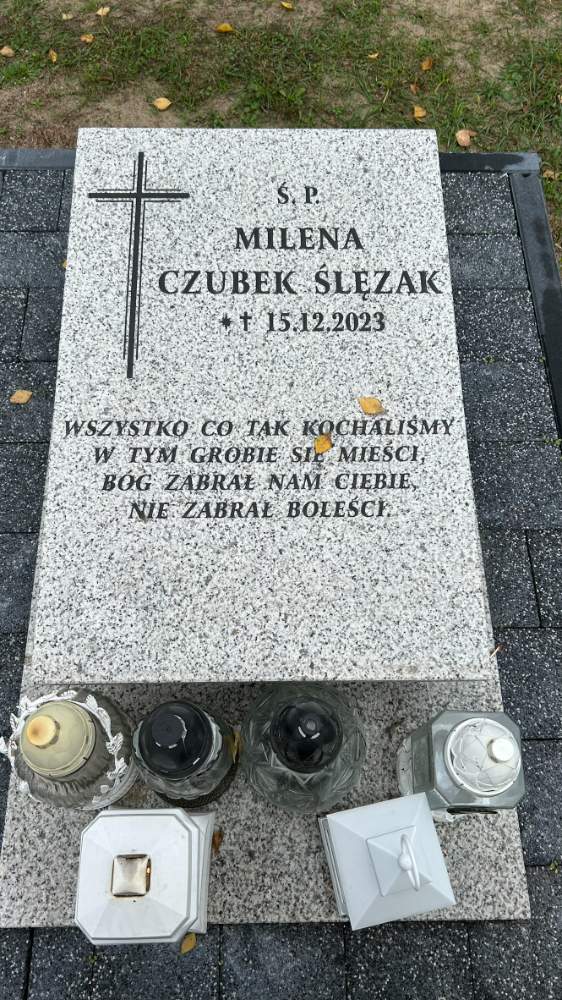 Ś. P.
MILENA
CZUBEK ŚLĘZAK
* † 15.12.2023
WSZYSTKO CO TAK KOCHALIŚMY
W TYM GROBIE SIĘ MIEŚCI,
BÓG ZABRAŁ NAM CIEBIE,
NIE ZABRAŁ BOLEŚCI.